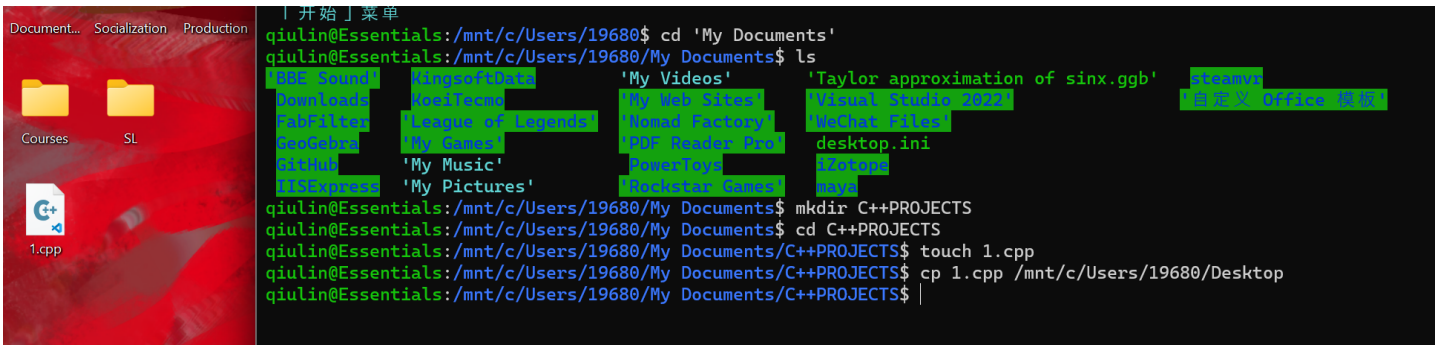 Document... Socialization Production
Courses SL
C++
1.cpp
「开始」菜单
qiulin@Essentials:/mnt/c/Users/19680$ cd 'My Documents'
qiulin@Essentials:/mnt/c/Users/19680/My Documents$ ls
'BBE Sound' KingsoftData 'My Videos' 'Taylor approximation of sinx.ggb' steamvr
Downloads KoeiTecmo 'My Web Sites' 'Visual Studio 2022' '自定义 Office 模板'
FabFilter 'League of Legends' 'Nomad Factory' 'WeChat Files'
GeoGebra 'My Games' 'PDF Reader Pro' desktop.ini
GitHub 'My Music' PowerToys iZotope
IISExpress 'My Pictures' 'Rockstar Games' maya
qiulin@Essentials:/mnt/c/Users/19680/My Documents$ mkdir C++PROJECTS
qiulin@Essentials:/mnt/c/Users/19680/My Documents$ cd C++PROJECTS
qiulin@Essentials:/mnt/c/Users/19680/My Documents/C++PROJECTS$ touch 1.cpp
qiulin@Essentials:/mnt/c/Users/19680/My Documents/C++PROJECTS$ cp 1.cpp /mnt/c/Users/19680/Desktop
qiulin@Essentials:/mnt/c/Users/19680/My Documents/C++PROJECTS$